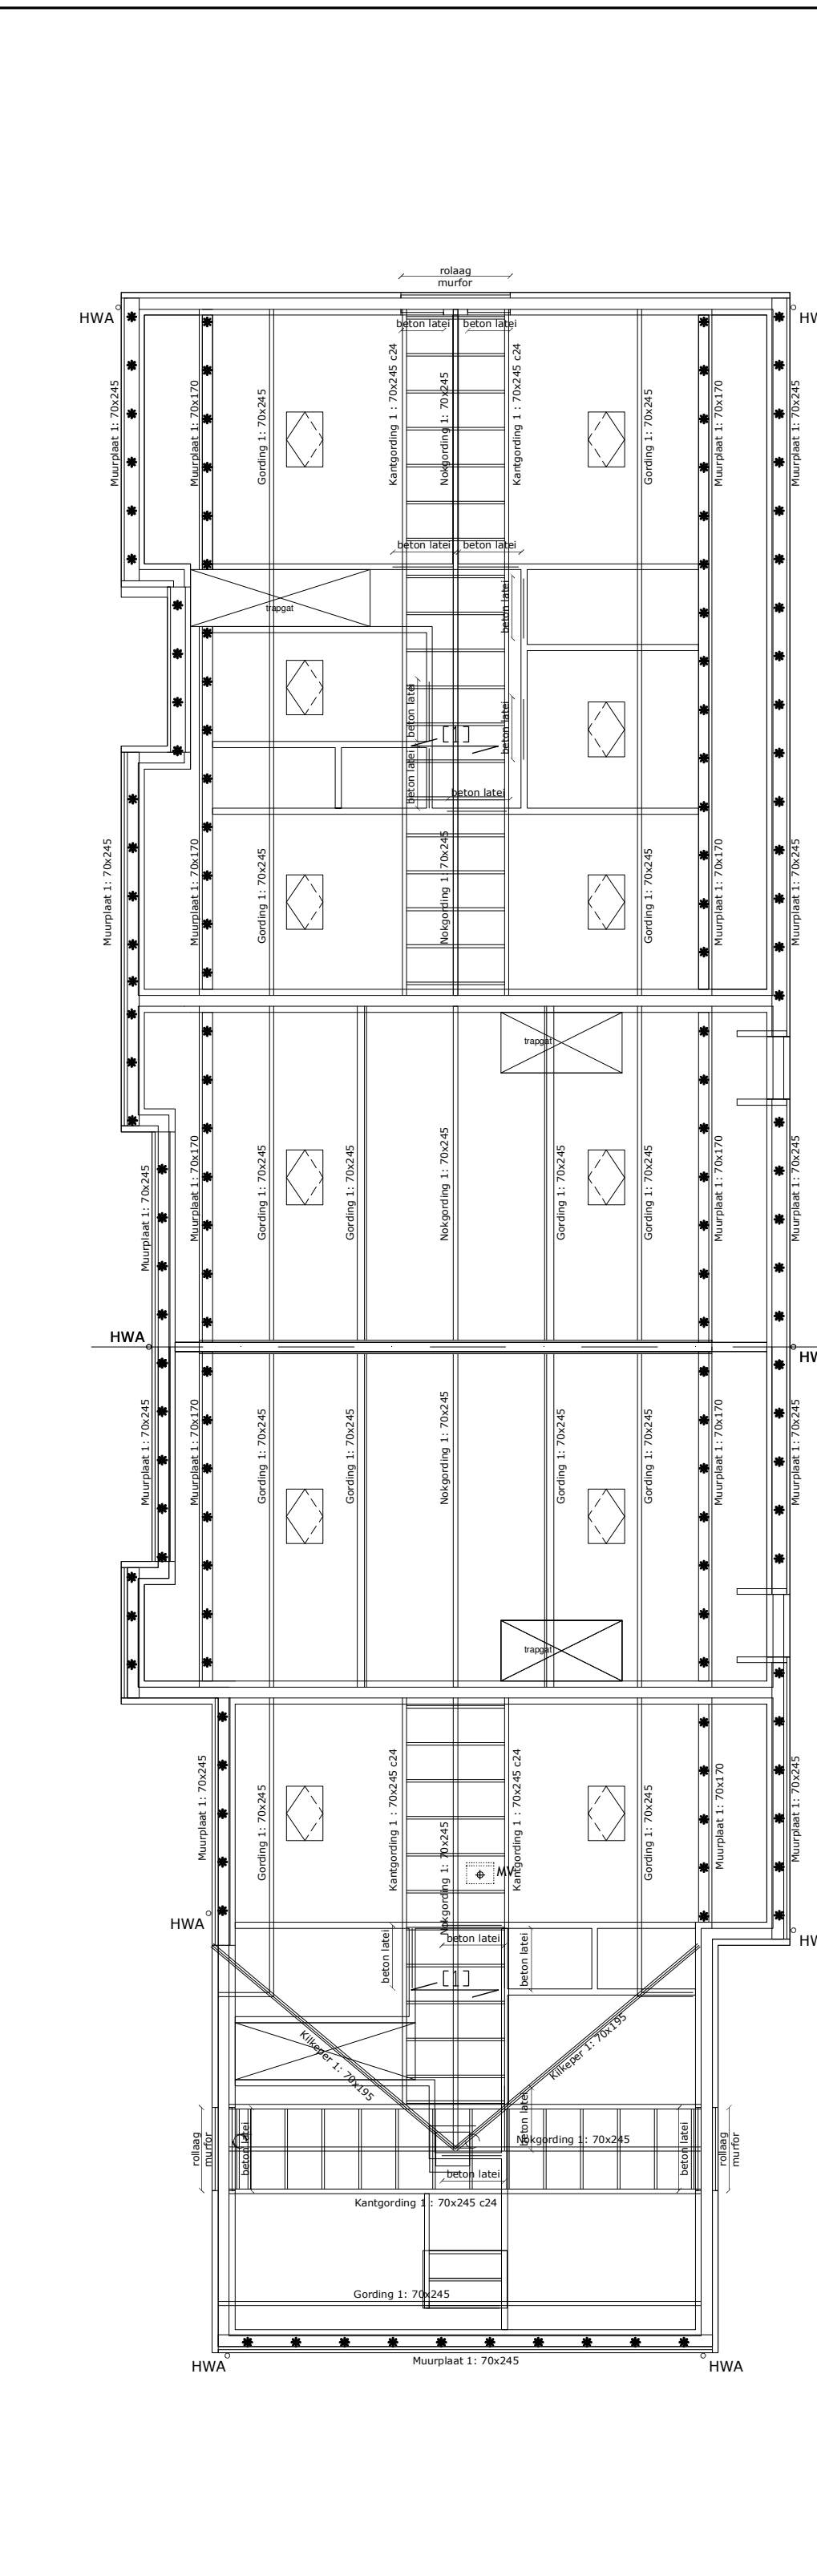 rolaag
murfor
HWA
HW
beton latei
beton latei
Muurplaat 1: 70x245
Muurplaat 1: 70x170
Gording 1: 70x245
Kantgording 1 : 70x245 c24
Nokgording 1: 70x245
Kantgording 1 : 70x245 c24
Gording 1: 70x245
Muurplaat 1: 70x170
Muurplaat 1: 70x245
beton latei
beton latei
trapgat
beton latei
beton latei
beton latei
[1]
beton latei
beton latei
Muurplaat 1: 70x245
Muurplaat 1: 70x170
Gording 1: 70x245
Nokgording 1: 70x245
Gording 1: 70x245
Muurplaat 1: 70x170
Muurplaat 1: 70x245
trapgat
Muurplaat 1: 70x245
Muurplaat 1: 70x170
Gording 1: 70x245
Gording 1: 70x245
Nokgording 1: 70x245
Gording 1: 70x245
Gording 1: 70x245
Muurplaat 1: 70x170
Muurplaat 1: 70x245
HWA
HW
Muurplaat 1: 70x245
Muurplaat 1: 70x170
Gording 1: 70x245
Gording 1: 70x245
Nokgording 1: 70x245
Gording 1: 70x245
Gording 1: 70x245
Muurplaat 1: 70x170
Muurplaat 1: 70x245
trapgat
Muurplaat 1: 70x245
Gording 1: 70x245
Kantgording 1 : 70x245 c24
Nokgording 1: 70x245
Kantgording 1 : 70x245 c24
Gording 1: 70x245
Muurplaat 1: 70x170
Muurplaat 1: 70x245
MV
HWA
HW
beton latei
beton latei
beton latei
[1]
Kilkeper 1: 70x195
Kilkeper 1: 70x195
beton latei
Nokgording 1: 70x245
rollaag
murfor
beton latei
beton latei
rollaag
murfor
beton latei
Kantgording 1 : 70x245 c24
Gording 1: 70x245
Muurplaat 1: 70x245
HWA
HWA